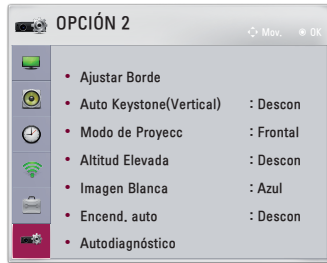 OPCIÓN 2
Mov. OK
• Ajustar Borde
• Auto Keystone(Vertical) : Descon
• Modo de Proyecc : Frontal
• Altitud Elevada : Descon
• Imagen Blanca : Azul
• Encend. auto : Descon
• Autodiagnóstico